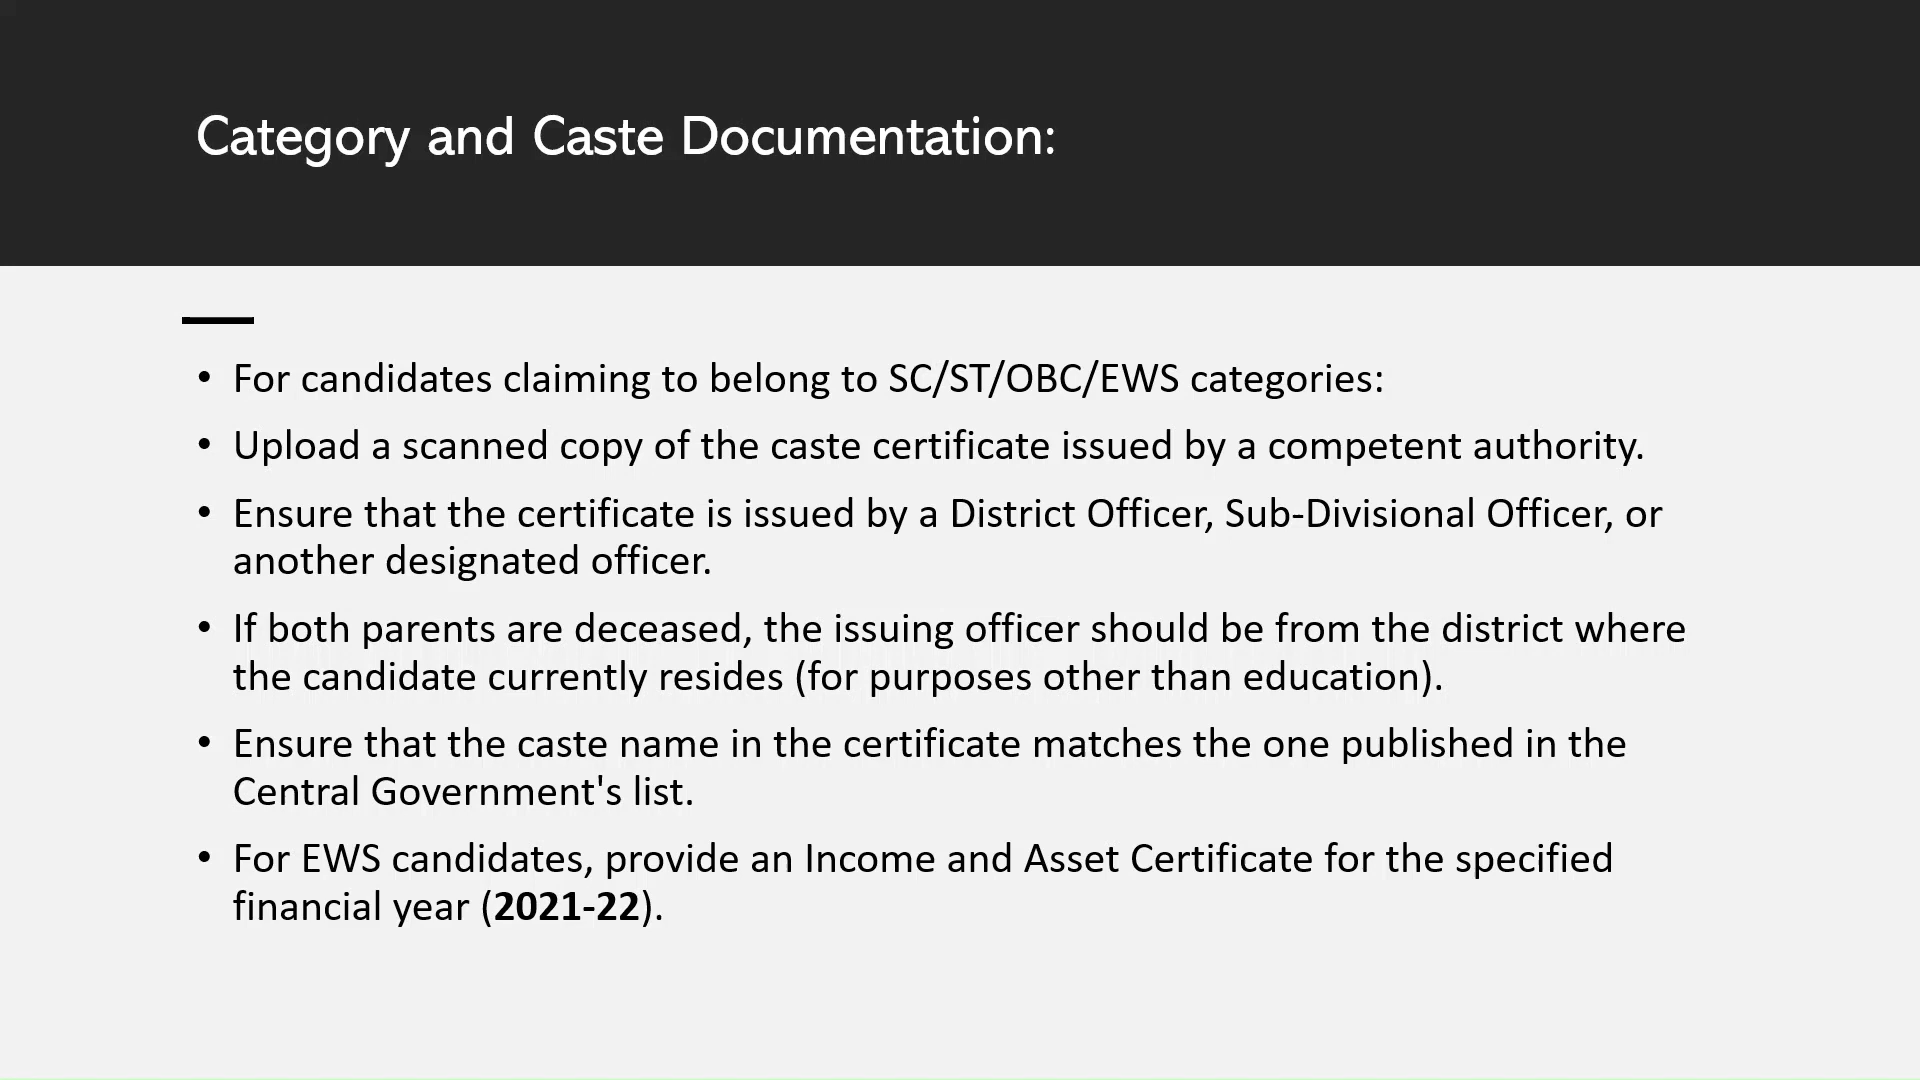 Category and Caste Documentation:
• For candidates claiming to belong to SC/ST/OBC/EWS categories:
• Upload a scanned copy of the caste certificate issued by a competent authority.
• Ensure that the certificate is issued by a District Officer, Sub-Divisional Officer, or
another designated officer.
• If both parents are deceased, the issuing officer should be from the district where
the candidate currently resides (for purposes other than education).
• Ensure that the caste name in the certificate matches the one published in the
Central Government's list.
• For EWS candidates, provide an Income and Asset Certificate for the specified
financial year (2021-22).